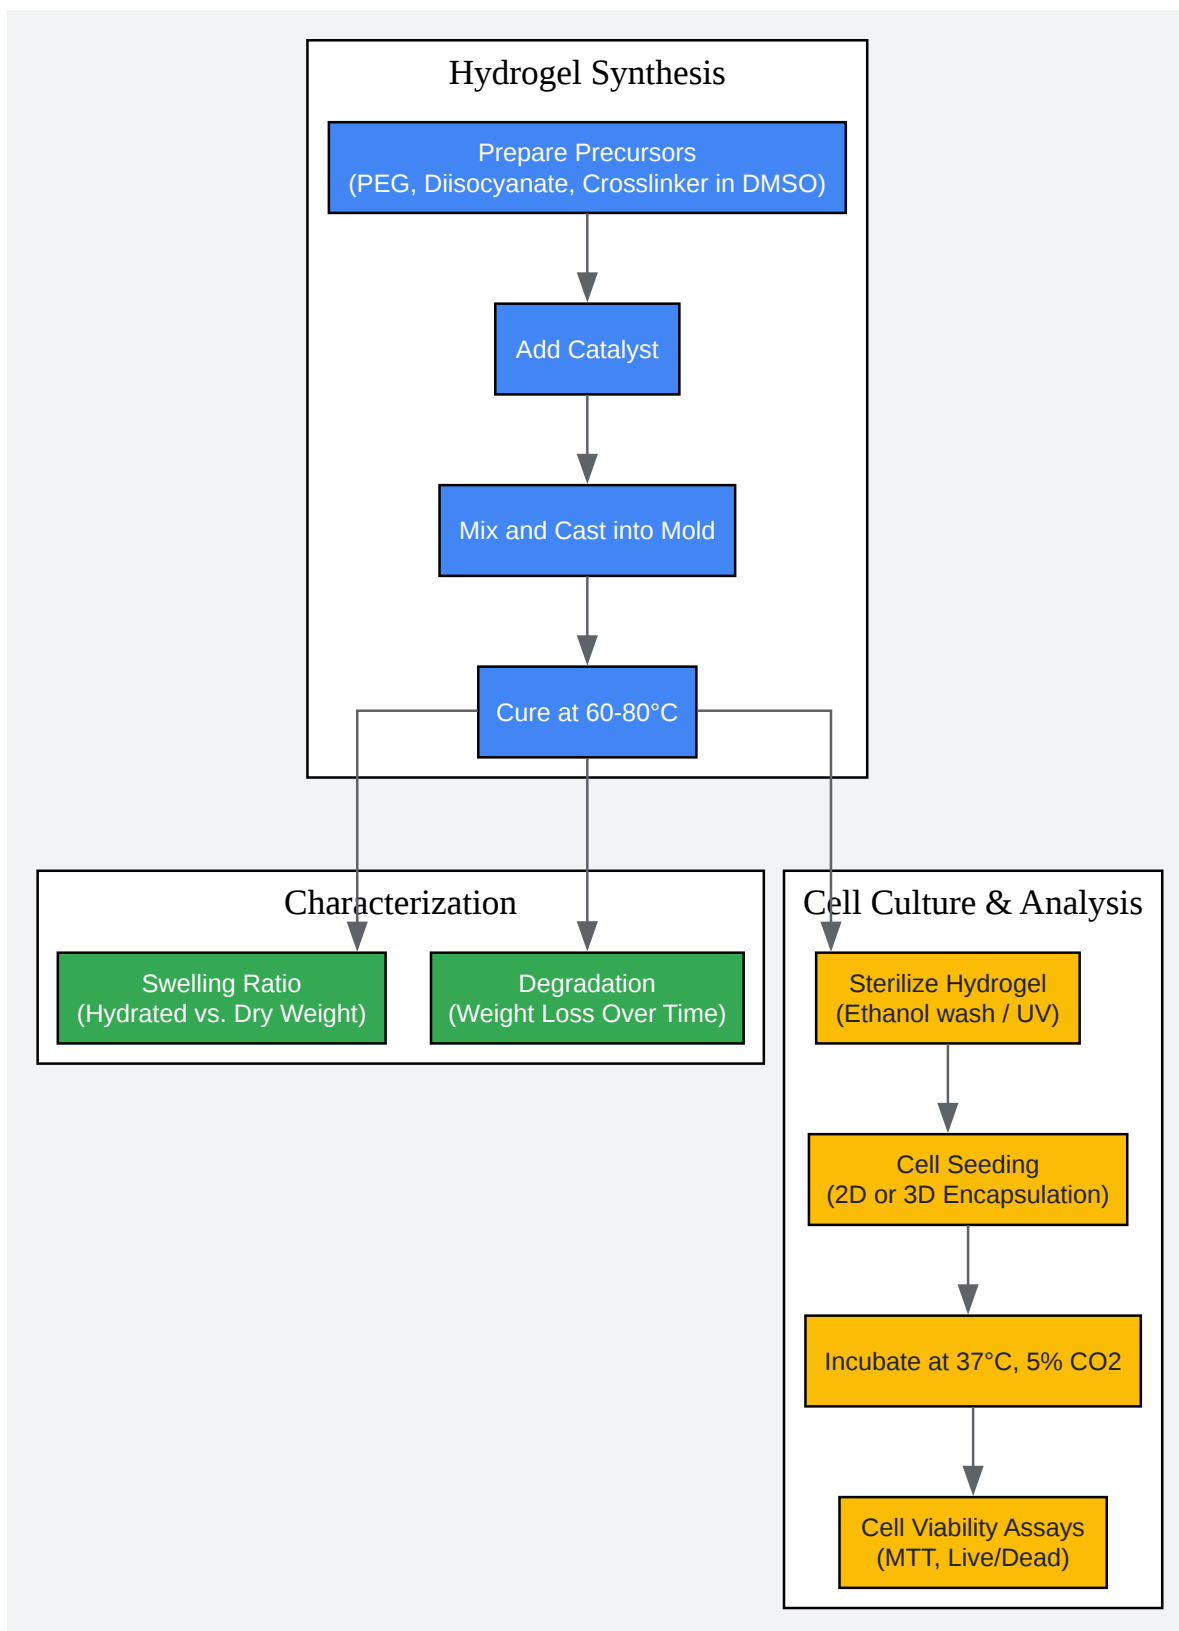 Hydrogel Synthesis
Prepare Precursors
(PEG, Diisocyanate, Crosslinker in DMSO)
Add Catalyst
Mix and Cast into Mold
Cure at 60-80°C
Characterization
Swelling Ratio
(Hydrated vs. Dry Weight)
Degradation
(Weight Loss Over Time)
Cell Culture & Analysis
Sterilize Hydrogel
(Ethanol wash / UV)
Cell Seeding
(2D or 3D Encapsulation)
Incubate at 37°C, 5% CO2
Cell Viability Assays
(MTT, Live/Dead)